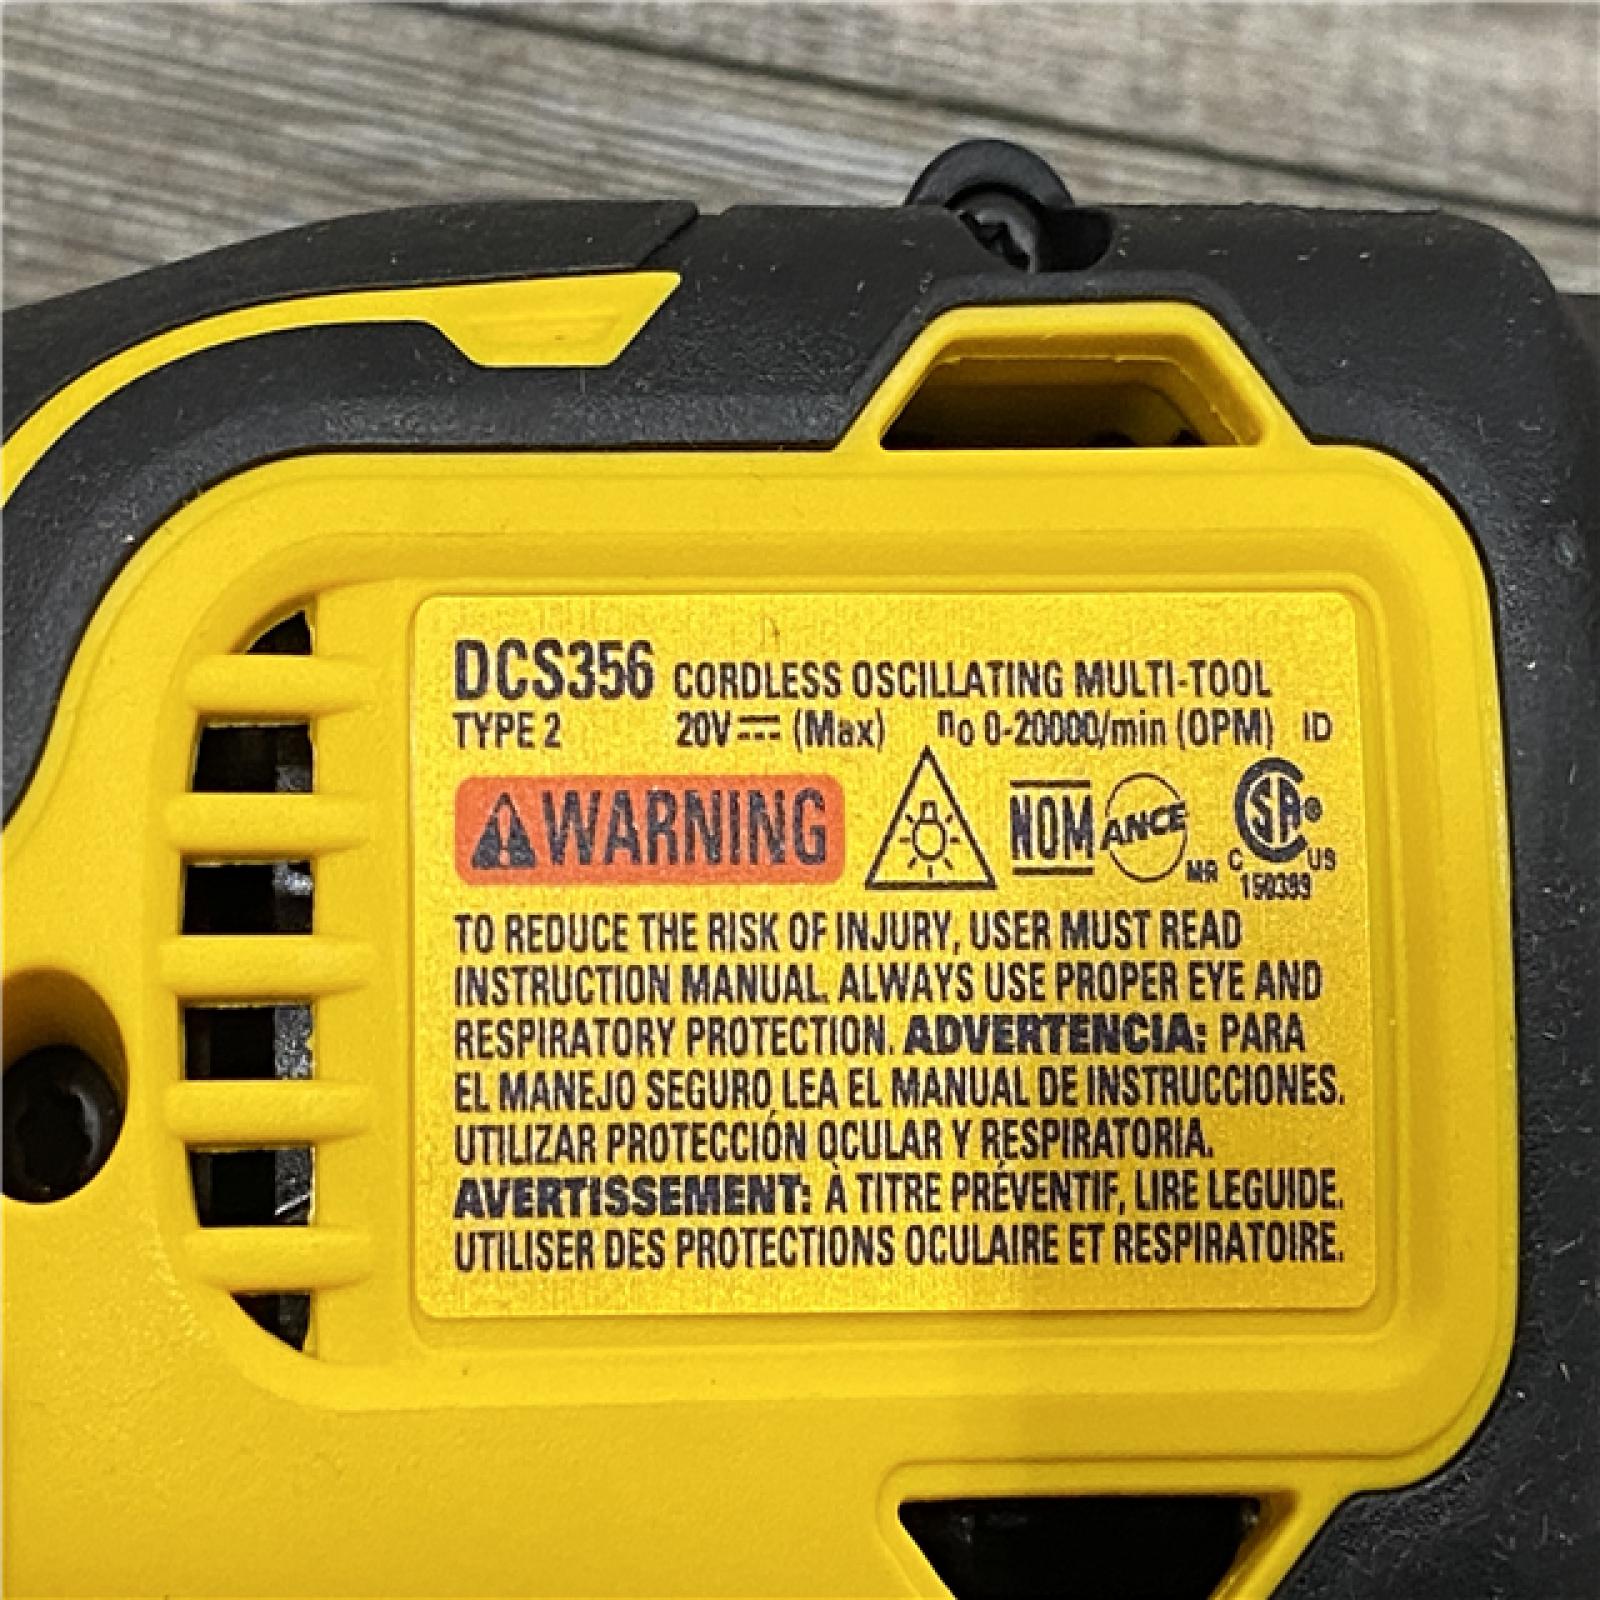 DCS356 CORDLESS OSCILLATING MULTI-TOOL
TYPE 2 20V⎓ (Max) no 0-20000/min (OPM) ID
WARNING NOM ANCE MR CSA® C US
159399
TO REDUCE THE RISK OF INJURY, USER MUST READ
INSTRUCTION MANUAL. ALWAYS USE PROPER EYE AND
RESPIRATORY PROTECTION. ADVERTENCIA: PARA
EL MANEJO SEGURO LEA EL MANUAL DE INSTRUCCIONES.
UTILIZAR PROTECCIÓN OCULAR Y RESPIRATORIA.
AVERTISSEMENT: À TITRE PRÉVENTIF, LIRE LEGUIDE.
UTILISER DES PROTECTIONS OCULAIRE ET RESPIRATOIRE.